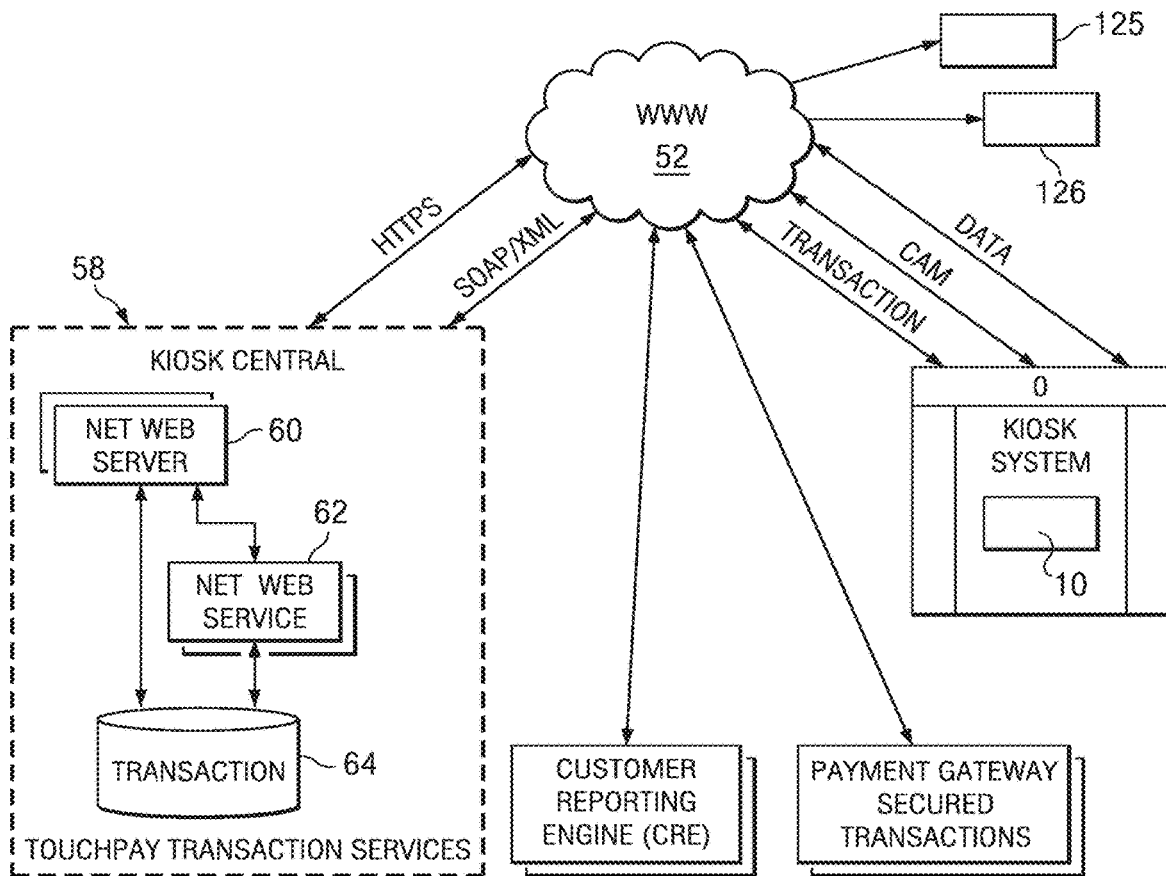 125
WWW
52
126
HTTPS
SOAP/XML
DATA
CAM
TRANSACTION
58
KIOSK CENTRAL
NET WEB
SERVER
60
62
NET WEB
SERVICE
TRANSACTION
64
TOUCHPAY TRANSACTION SERVICES
0
KIOSK
SYSTEM
10
CUSTOMER
REPORTING
ENGINE (CRE)
PAYMENT GATEWAY
SECURED
TRANSACTIONS